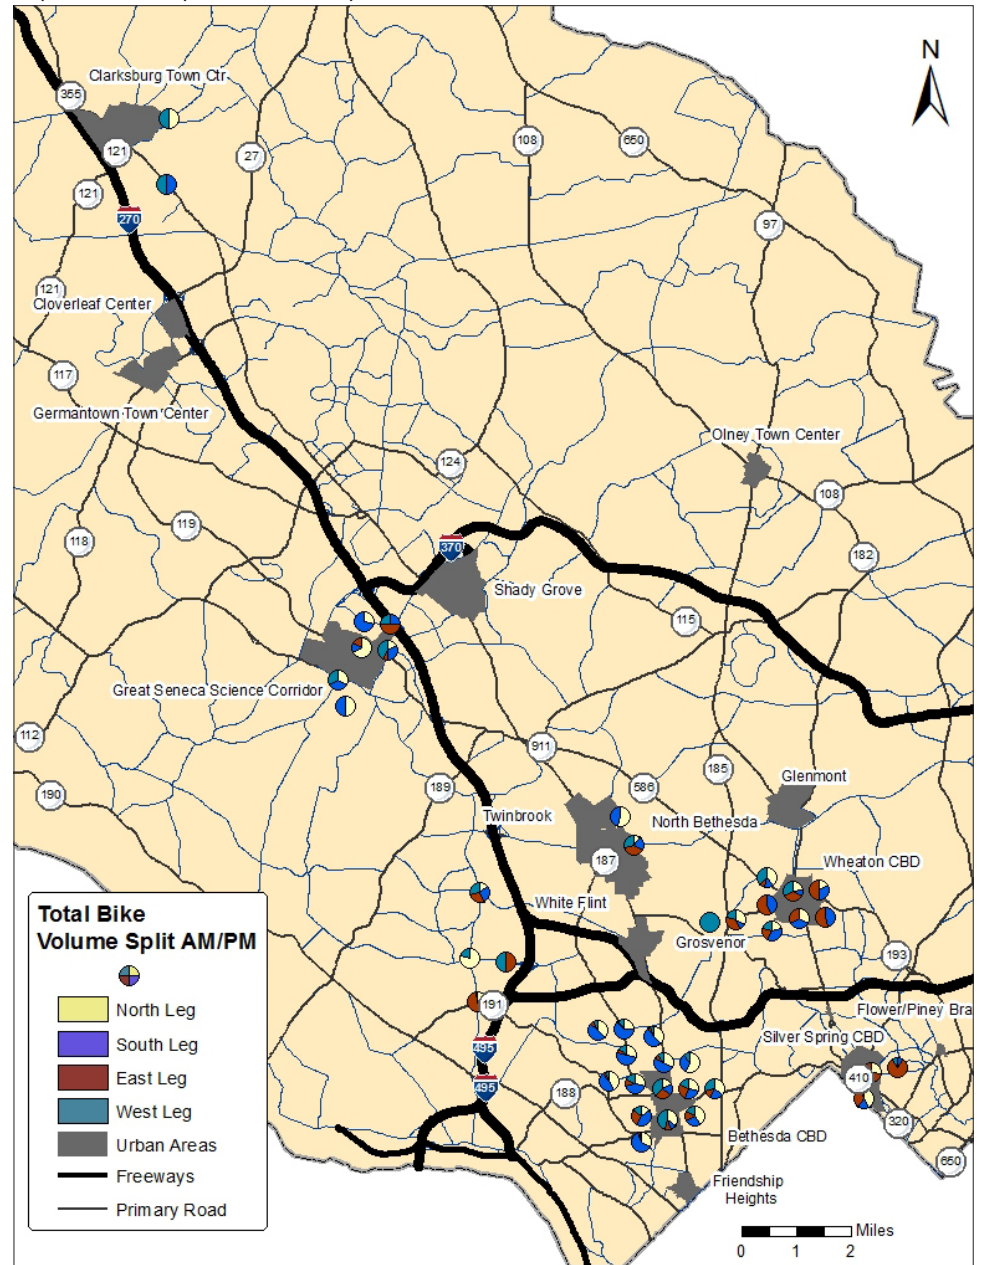 N
Clarksburg Town Ctr
355
121
27
108
650
121
97
270
121
Cloverleaf Center
117
Germantown Town Center
Olney Town Center
124
108
119
118
182
370
Shady Grove
115
Great Seneca Science Corridor
112
911
185
Glenmont
189
586
190
Twinbrook
North Bethesda
187
Wheaton CBD
White Flint
Grosvenor
193
191
Flower/Piney Bra
Silver Spring CBD
495
410
495
188
320
Bethesda CBD
650
Friendship
Heights
Total Bike
Volume Split AM/PM
North Leg
South Leg
East Leg
West Leg
Urban Areas
Freeways
Primary Road
Miles
0 1 2